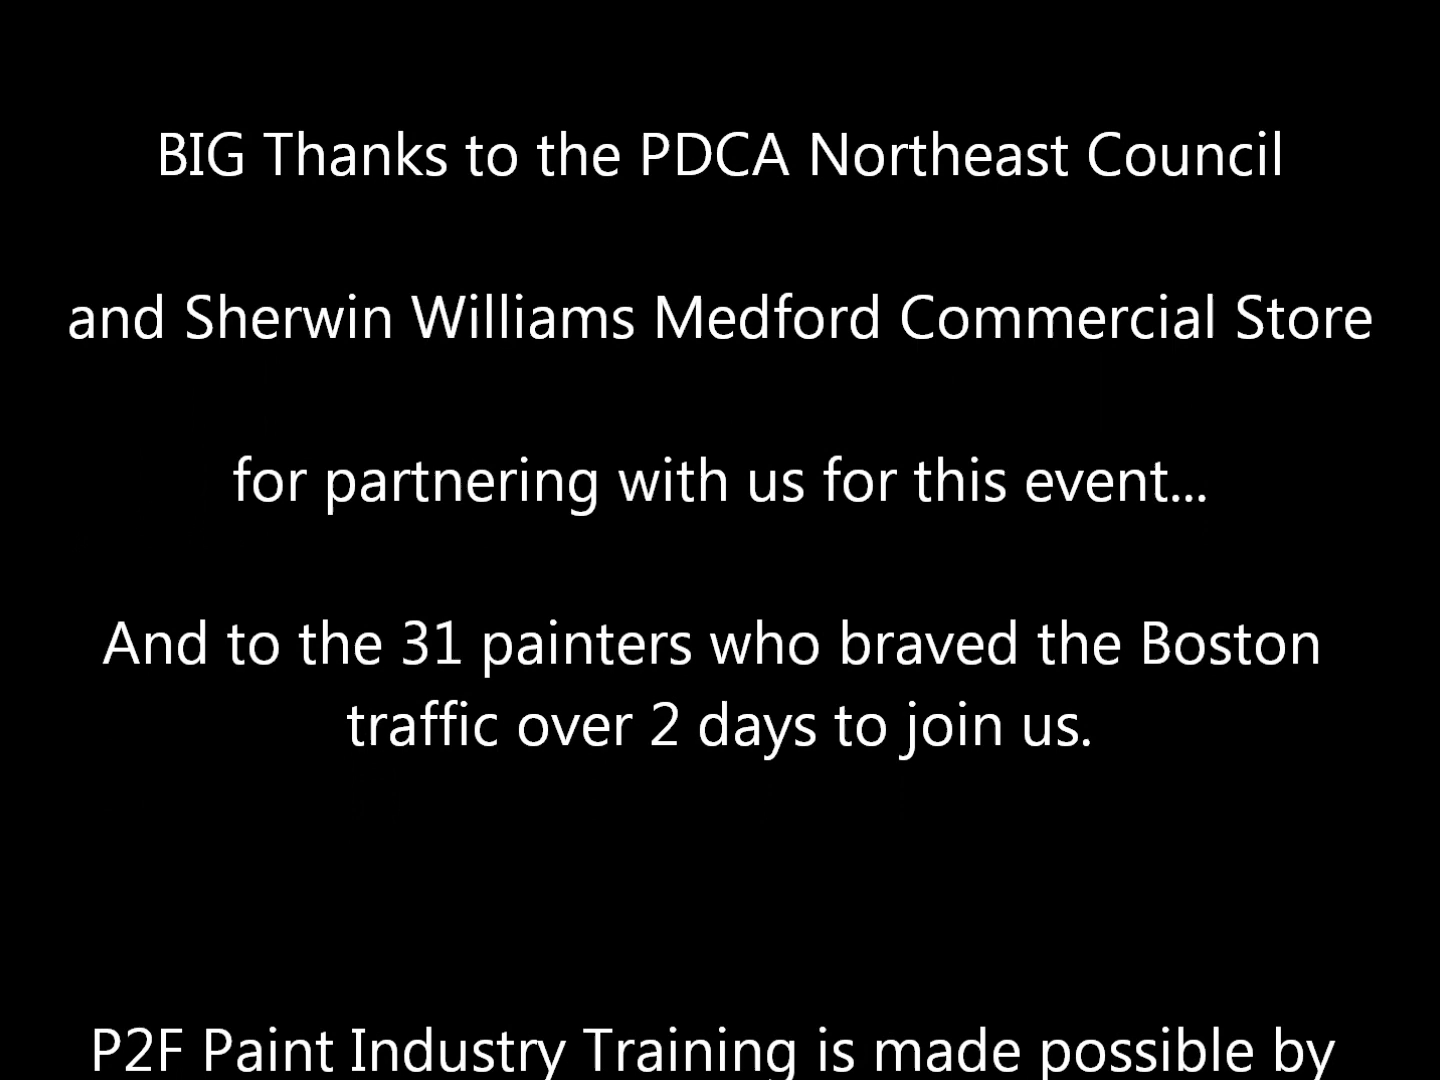 BIG Thanks to the PDCA Northeast Council
and Sherwin Williams Medford Commercial Store
for partnering with us for this event...
And to the 31 painters who braved the Boston
traffic over 2 days to join us.
P2F Paint Industry Training is made possible by